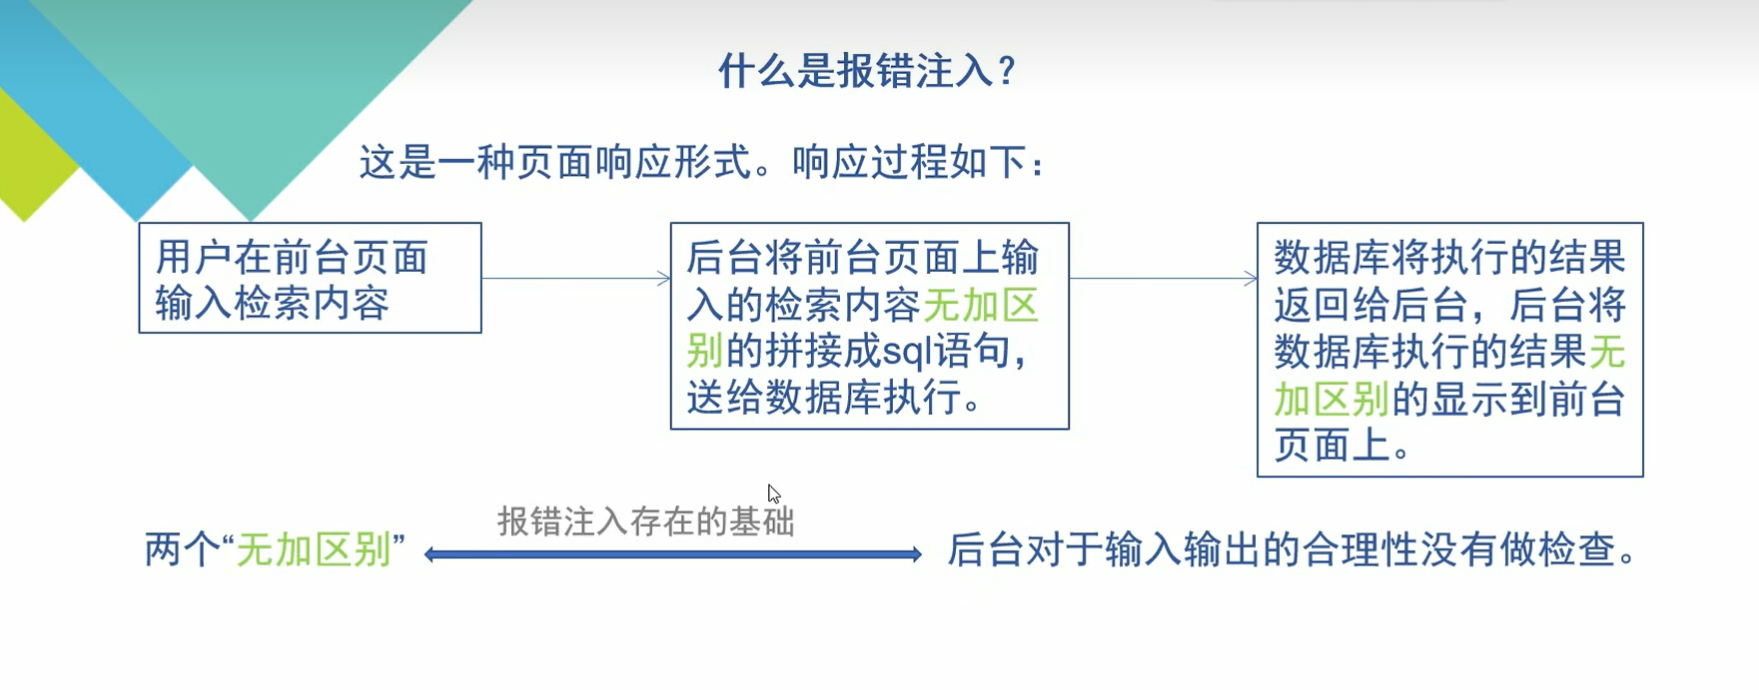 什么是报错注入?
这是一种页面响应形式。响应过程如下：
用户在前台页面
输入检索内容
后台将前台页面上输
入的检索内容无加区
别的拼接成sql语句，
送给数据库执行。
数据库将执行的结果
返回给后台，后台将
数据库执行的结果无
加区别的显示到前台
页面上。
报错注入存在的基础
两个“无加区别”
后台对于输入输出的合理性没有做检查。